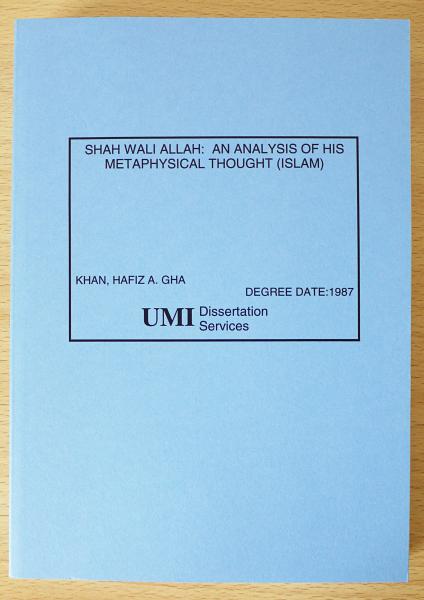 SHAH WALI ALLAH: AN ANALYSIS OF HIS
METAPHYSICAL THOUGHT (ISLAM)
KHAN, HAFIZ A. GHA
DEGREE DATE:1987
UMI Dissertation
Services